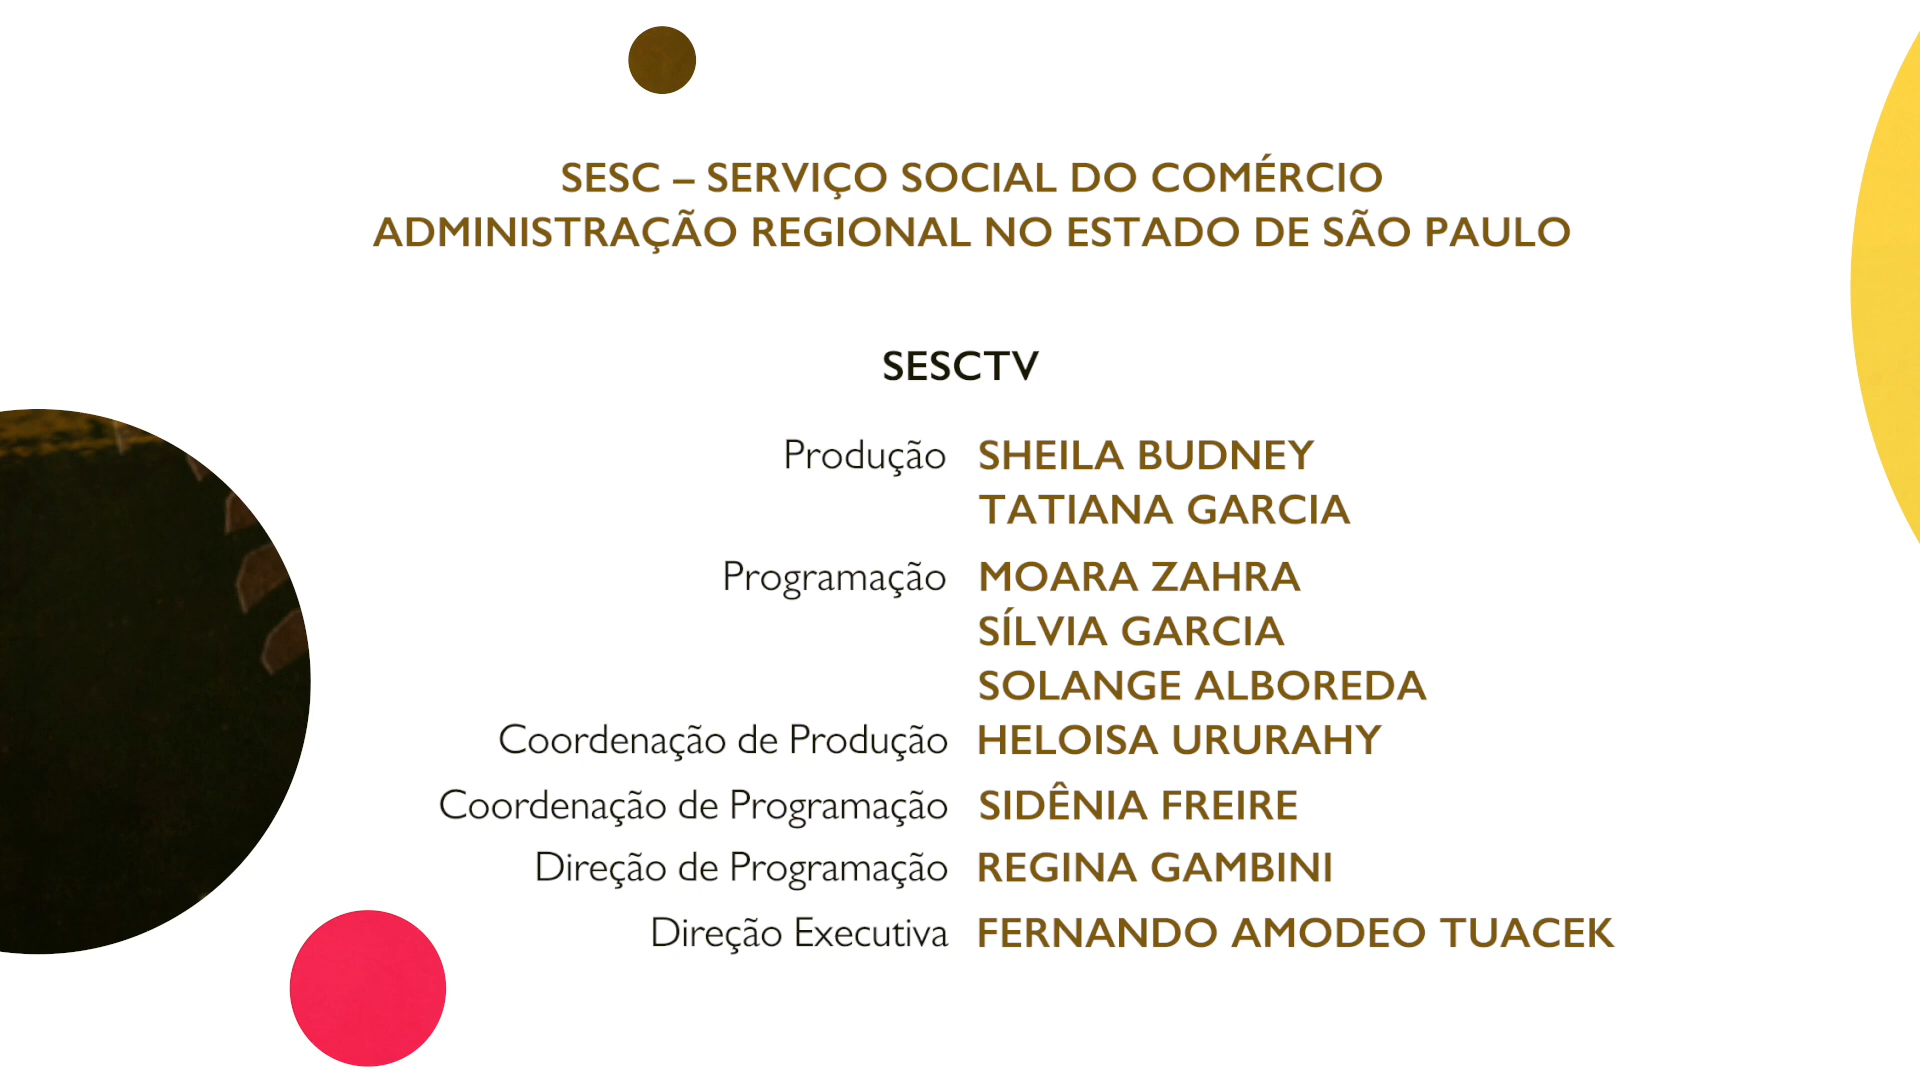 SESC – SERVIÇO SOCIAL DO COMÉRCIO
ADMINISTRAÇÃO REGIONAL NO ESTADO DE SÃO PAULO
SESCTV
Produção SHEILA BUDNEY
TATIANA GARCIA
Programação MOARA ZAHRA
SÍLVIA GARCIA
SOLANGE ALBOREDA
Coordenação de Produção HELOISA URURAHY
Coordenação de Programação SIDÊNIA FREIRE
Direção de Programação REGINA GAMBINI
Direção Executiva FERNANDO AMODEO TUACEK